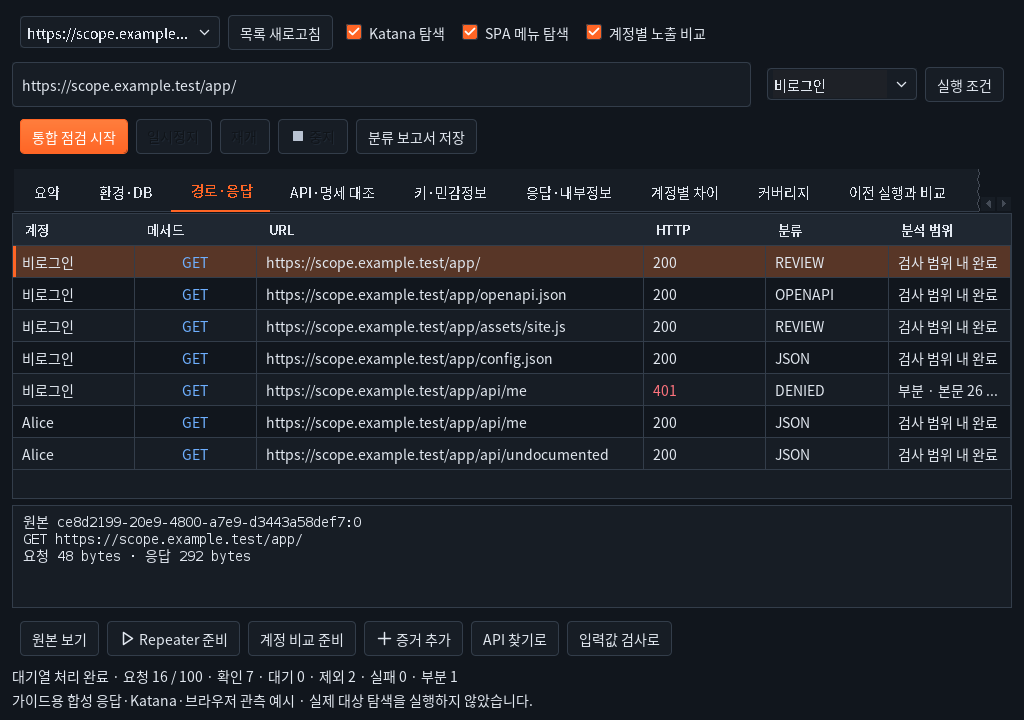 https://scope.example... 목록 새로고침 Katana 탐색 SPA 메뉴 탐색 계정별 노출 비교
https://scope.example.test/app/ 비로그인 실행 조건
통합 점검 시작 분류 보고서 저장
요약 환경·DB 경로·응답 API·명세 대조 키·민감정보 응답·내부정보 계정별 차이 커버리지 이전 실행과 비교
계정 메서드 URL HTTP 분류 분석 범위
비로그인 GET https://scope.example.test/app/ 200 REVIEW 검사 범위 내 완료
비로그인 GET https://scope.example.test/app/openapi.json 200 OPENAPI 검사 범위 내 완료
비로그인 GET https://scope.example.test/app/assets/site.js 200 REVIEW 검사 범위 내 완료
비로그인 GET https://scope.example.test/app/config.json 200 JSON 검사 범위 내 완료
비로그인 GET https://scope.example.test/app/api/me 401 DENIED 부분 · 본문 26 ...
Alice GET https://scope.example.test/app/api/me 200 JSON 검사 범위 내 완료
Alice GET https://scope.example.test/app/api/undocumented 200 JSON 검사 범위 내 완료
원본 ce8d2199-20e9-4800-a7e9-d3443a58def7:0
GET https://scope.example.test/app/
요청 48 bytes · 응답 292 bytes
원본 보기 Repeater 준비 계정 비교 준비 증거 추가 API 찾기로 입력값 검사로
대기열 처리 완료 · 요청 16 / 100 · 확인 7 · 대기 0 · 제외 2 · 실패 0 · 부분 1
가이드용 합성 응답·Katana·브라우저 관측 예시 · 실제 대상 탐색을 실행하지 않았습니다.